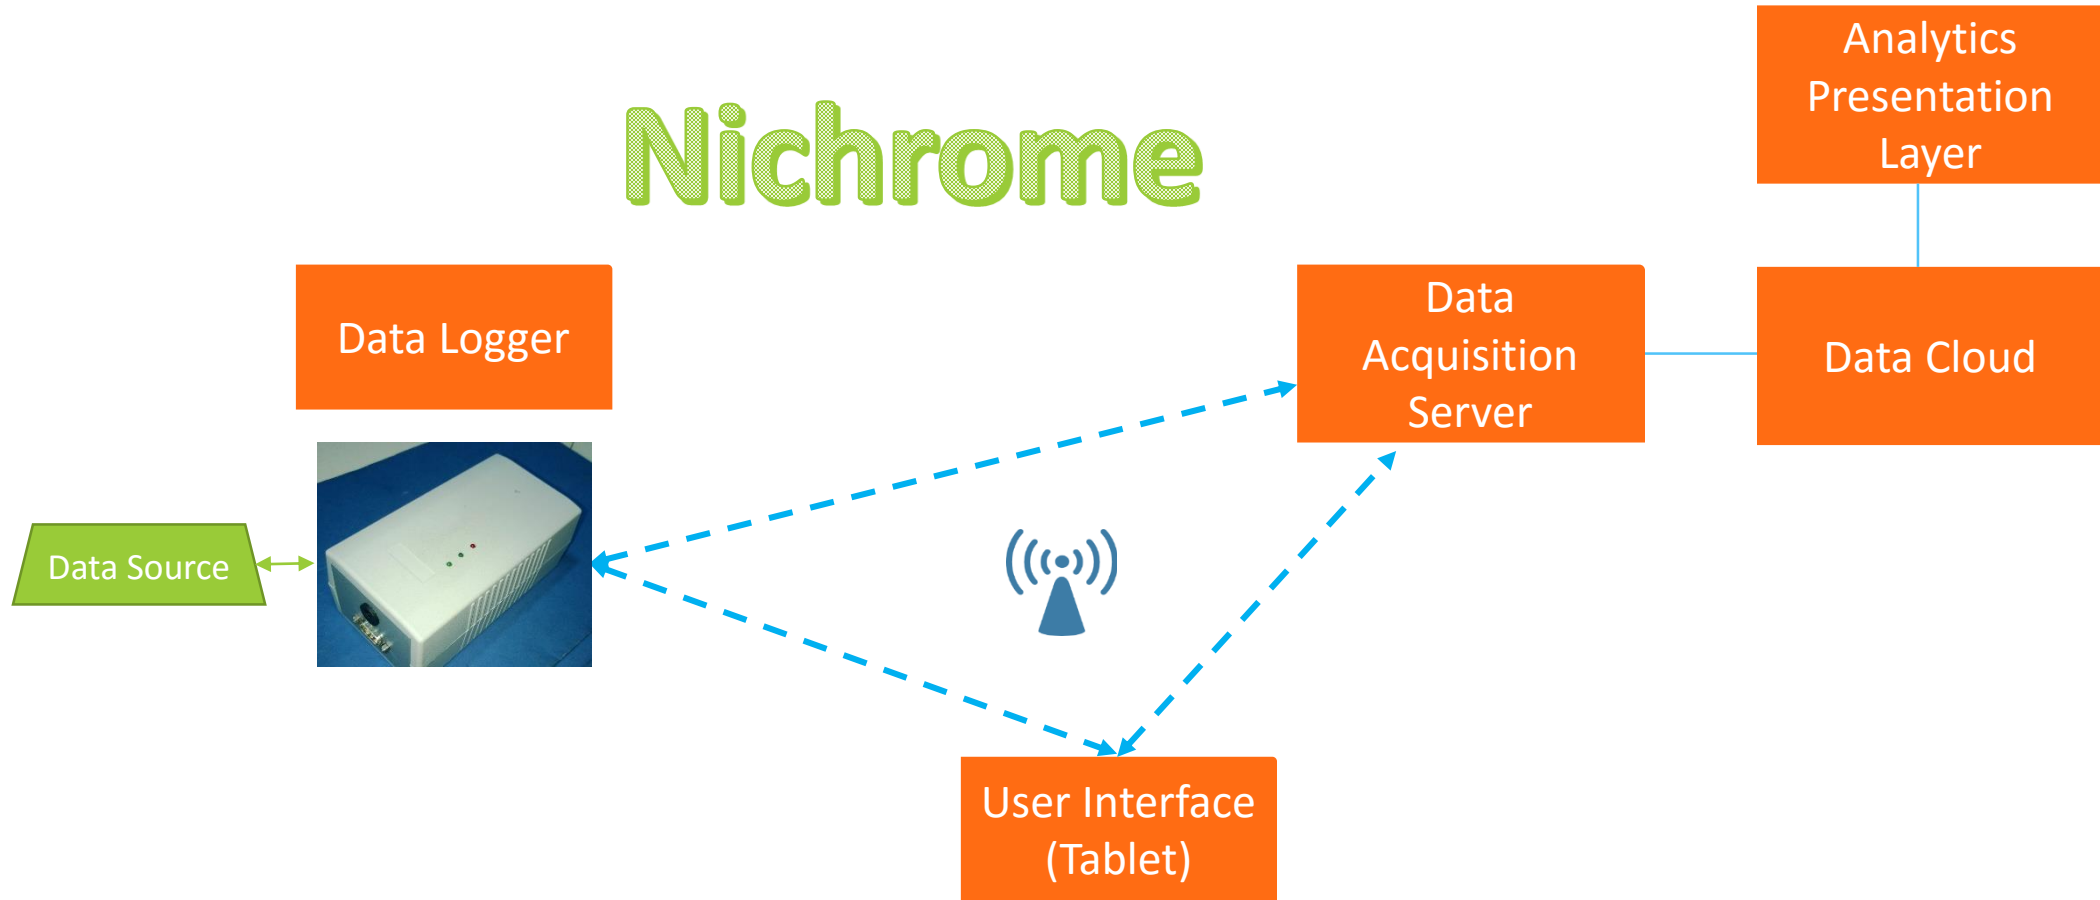 Analytics
Presentation
Layer
Nichrome
Data Logger
Data
Acquisition
Server
Data Cloud
Data Source
User Interface
(Tablet)